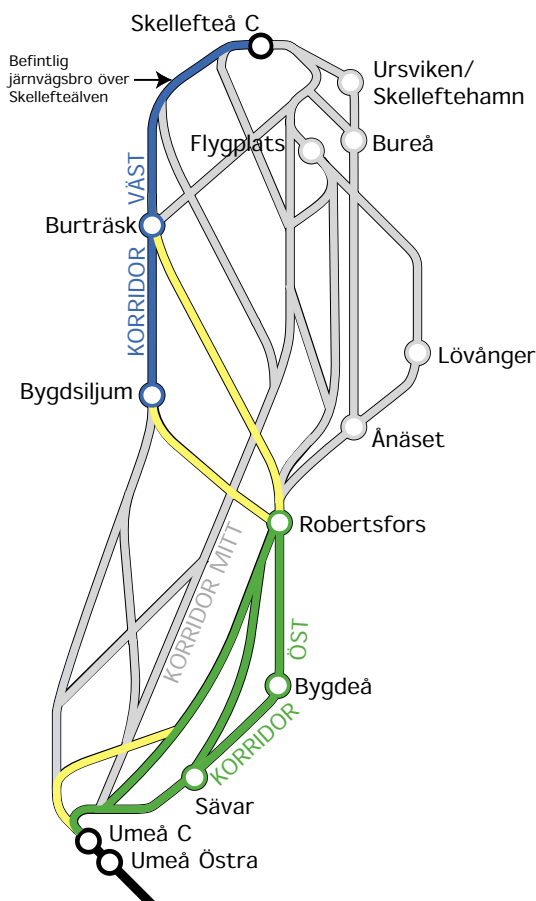 Skellefteå C
Befintlig
järnvägsbro över
Skellefteälven
Ursviken/
Skelleftehamn
Flygplats
Bureå
VÄST
Burträsk
KORRIDOR
Lövånger
Bygdsiljum
Ånäset
Robertsfors
KORRIDOR MITT
ÖST
Bygdeå
KORRIDOR
Sävar
Umeå C
Umeå Östra